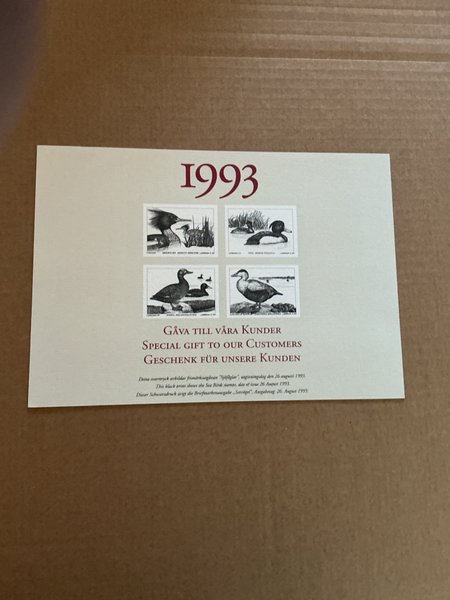 1993
GÅVA TILL VÅRA KUNDER
SPECIAL GIFT TO OUR CUSTOMERS
GESCHENK FÜR UNSERE KUNDEN
Detta svarttryck avbildar frimärksutgåvan "Sjöfåglar", utgivningsdag den 26 augusti 1993.
This black print shows the Sea Birds stamps, day of issue 26 August 1993.
Dieser Schwarzdruck zeigt die Briefmarkenausgabe „Seevögel", Ausgabetag, 26. August 1993.